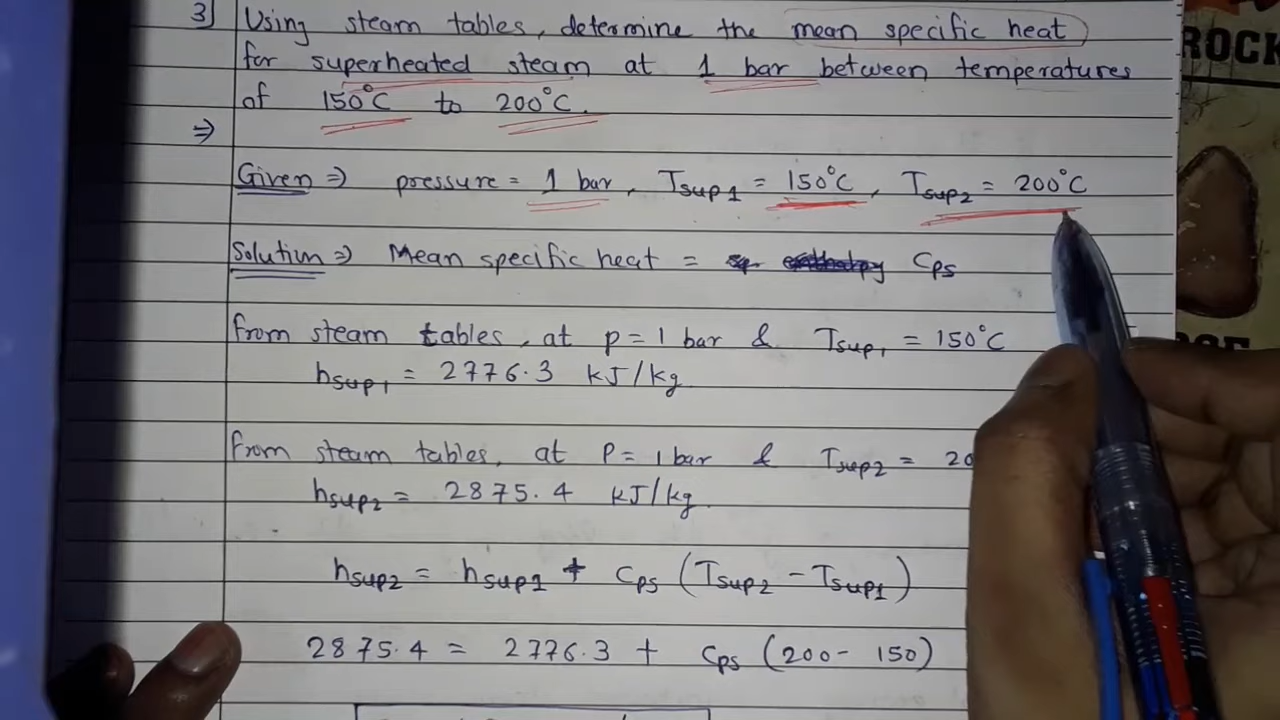 3] Using steam tables, determine the mean specific heat
for superheated steam at 1 bar between temperatures
of 150°C to 200°C.
⇒
Given ⇒ pressure = 1 bar, Tsup1 = 150°C, Tsup2 = 200°C
Solution ⇒ Mean specific heat = Cps
from steam tables, at p = 1 bar & Tsup1 = 150°C
hsup1 = 2776.3 kJ/kg
from steam tables, at P = 1 bar & Tsup2 = 20
hsup2 = 2875.4 kJ/kg
hsup2 = hsup1 + Cps (Tsup2 - Tsup1)
2875.4 = 2776.3 + Cps (200 - 150)
ROCK